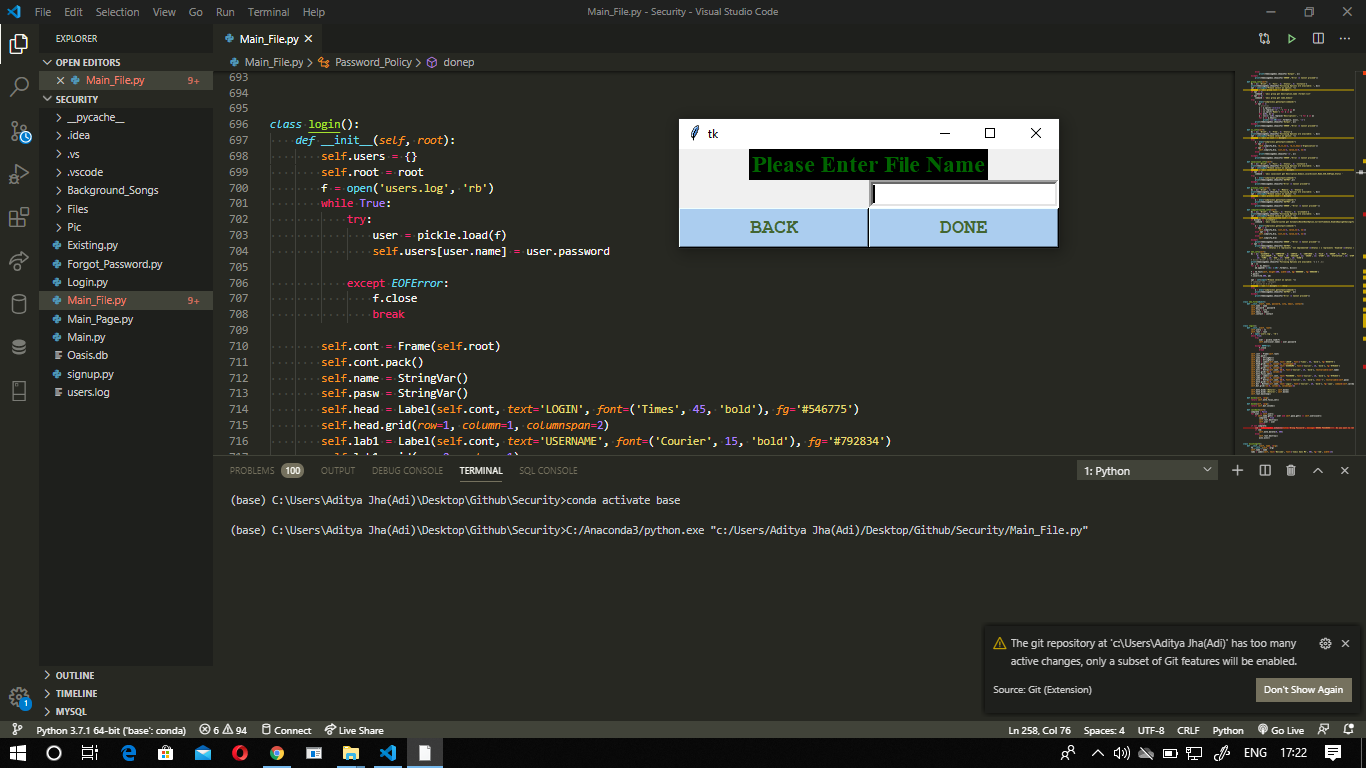 File Edit Selection View Go Run Terminal Help
Main_File.py - Security - Visual Studio Code
EXPLORER
OPEN EDITORS
Main_File.py 9+
SECURITY
__pycache__
.idea
.vs
.vscode
Background_Songs
Files
Pic
Existing.py
Forgot_Password.py
Login.py
Main_File.py 9+
Main_Page.py
Main.py
Oasis.db
signup.py
users.log
OUTLINE
TIMELINE
MYSQL
Main_File.py
Main_File.py > Password_Policy > donep
693
694
695
696 class login():
697 def __init__(self, root):
698 self.users = {}
699 self.root = root
700 f = open('users.log', 'rb')
701 while True:
702 try:
703 user = pickle.load(f)
704 self.users[user.name] = user.password
705
706 except EOFError:
707 f.close
708 break
709
710 self.cont = Frame(self.root)
711 self.cont.pack()
712 self.name = StringVar()
713 self.pasw = StringVar()
714 self.head = Label(self.cont, text='LOGIN', font=('Times', 45, 'bold'), fg='#546775')
715 self.head.grid(row=1, column=1, columnspan=2)
716 self.lab1 = Label(self.cont, text='USERNAME', font=('Courier', 15, 'bold'), fg='#792834')
tk
Please Enter File Name
BACK DONE
PROBLEMS 100 OUTPUT DEBUG CONSOLE TERMINAL SQL CONSOLE
1: Python
(base) C:\Users\Aditya Jha(Adi)\Desktop\Github\Security>conda activate base
(base) C:\Users\Aditya Jha(Adi)\Desktop\Github\Security>C:/Anaconda3/python.exe "c:/Users/Aditya Jha(Adi)/Desktop/Github/Security/Main_File.py"
The git repository at 'c:\Users\Aditya Jha(Adi)' has too many
active changes, only a subset of Git features will be enabled.
Source: Git (Extension)
Don't Show Again
1
Python 3.7.1 64-bit ('base': conda) 6 94 Connect Live Share
Ln 258, Col 76 Spaces: 4 UTF-8 CRLF Python Go Live
ENG 17:22